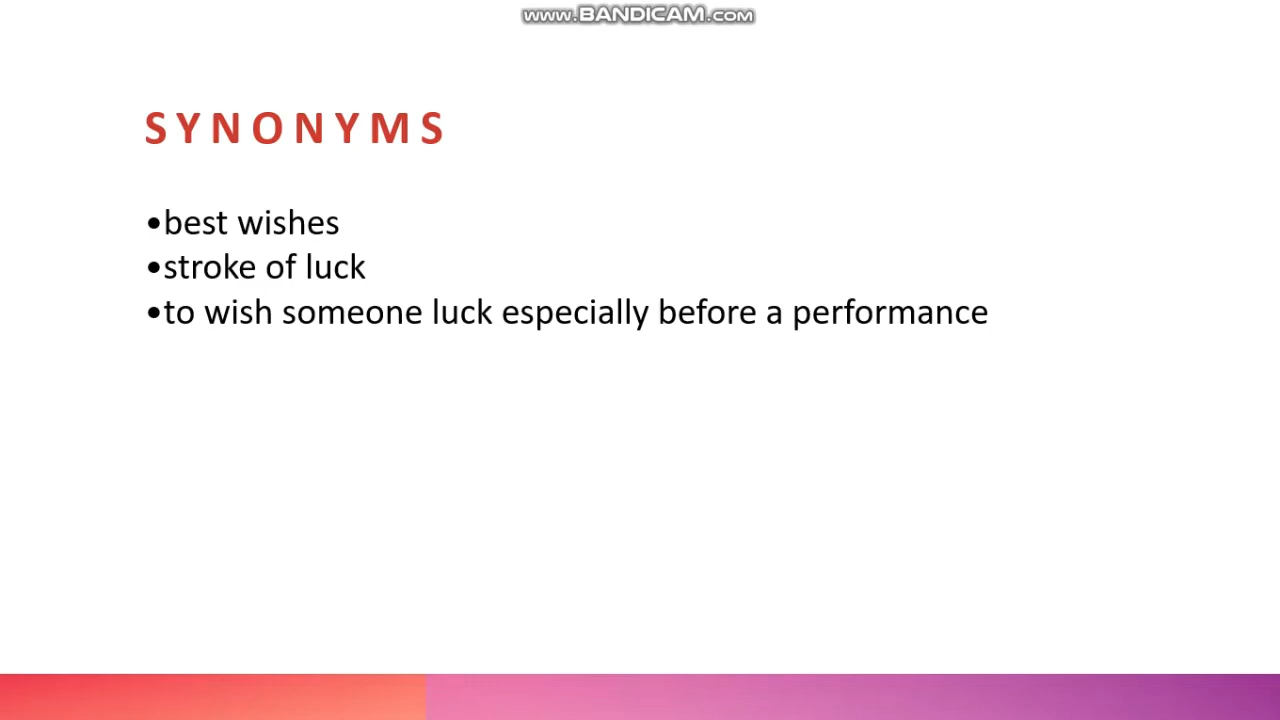 www.BANDICAM.com
SYNONYMS
•best wishes
•stroke of luck
•to wish someone luck especially before a performance